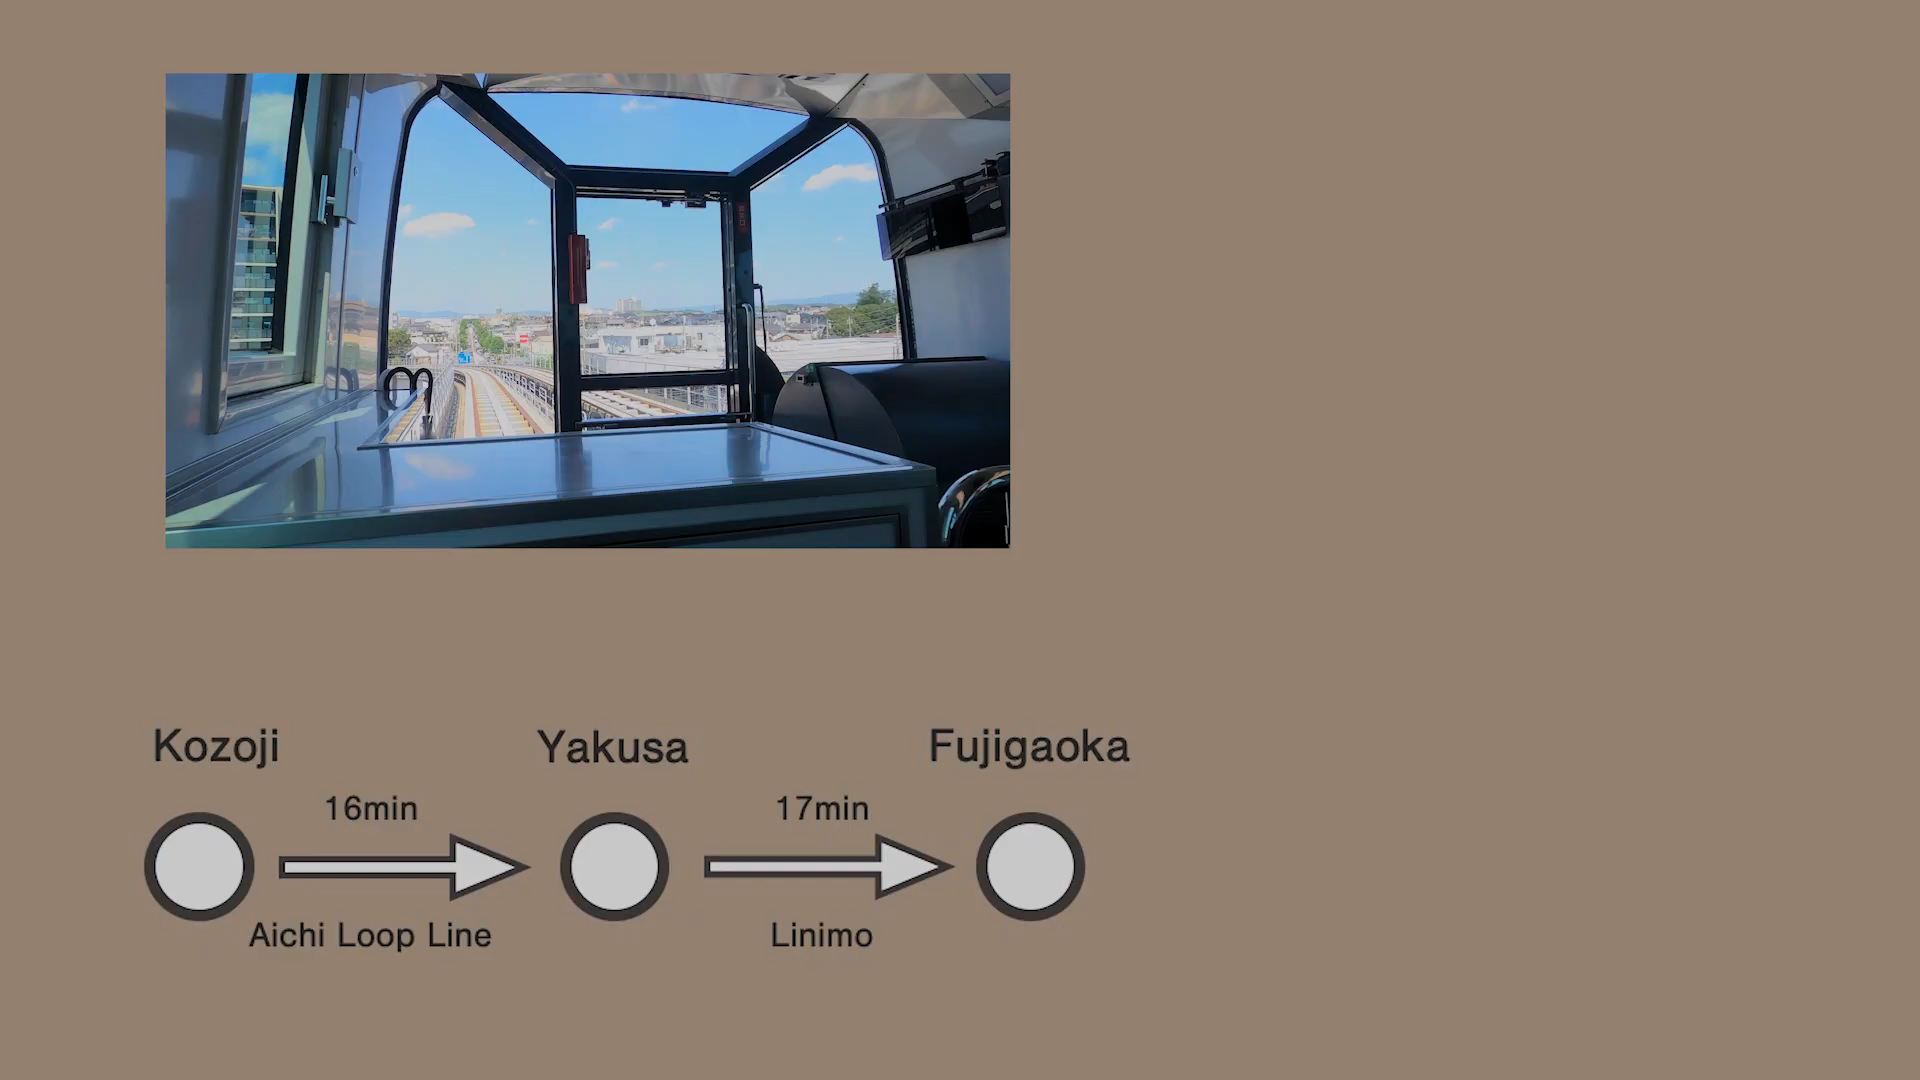 Kozoji
Yakusa
Fujigaoka
16min
17min
Aichi Loop Line
Linimo